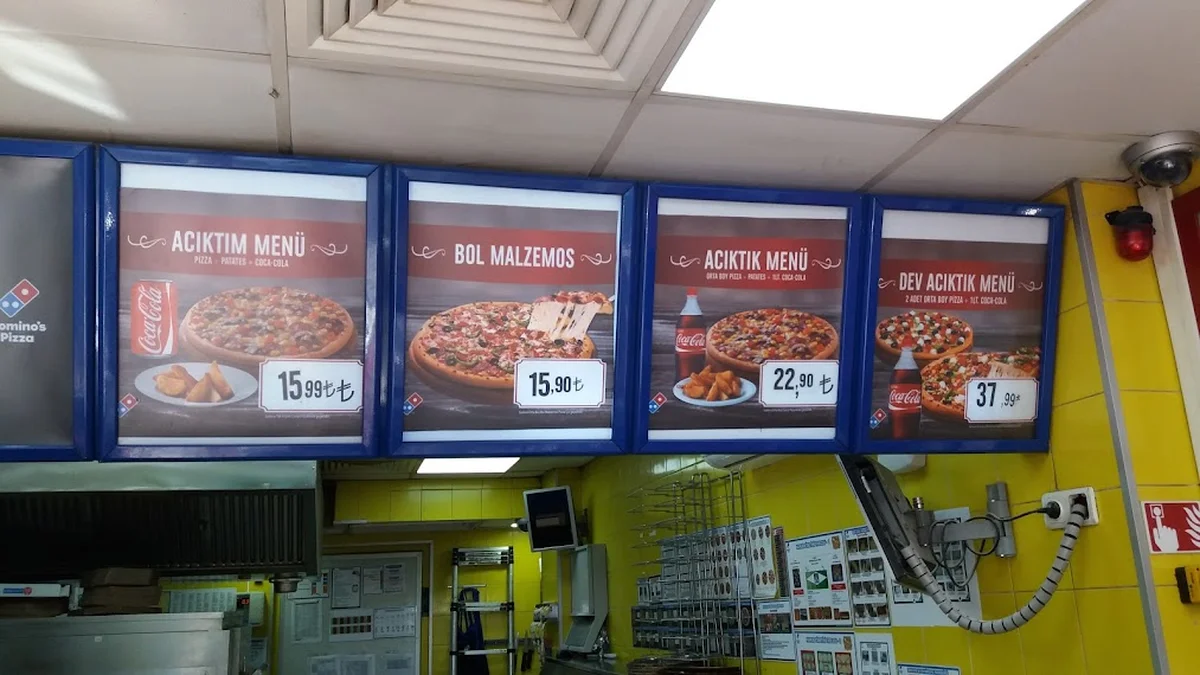 Domino's
Pizza
ACIKTIM MENÜ
PIZZA + PATATES + COCA-COLA
Coca-Cola
15,99₺₺
BOL MALZEMOS
15,90₺
ACIKTIK MENÜ
ORTA BOY PIZZA + PATATES + 1LT. COCA-COLA
Coca-Cola
22,90 ₺
DEV ACIKTIK MENÜ
2 ADET ORTA BOY PIZZA + 1LT. COCA-COLA
Coca-Cola
37,99₺